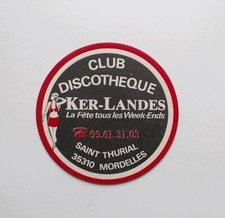 CLUB
DISCOTHEQUE
KER-LANDES
La Fête tous les Week-Ends
☎ 99.61.31.03
SAINT THURIAL
35310 MORDELLES